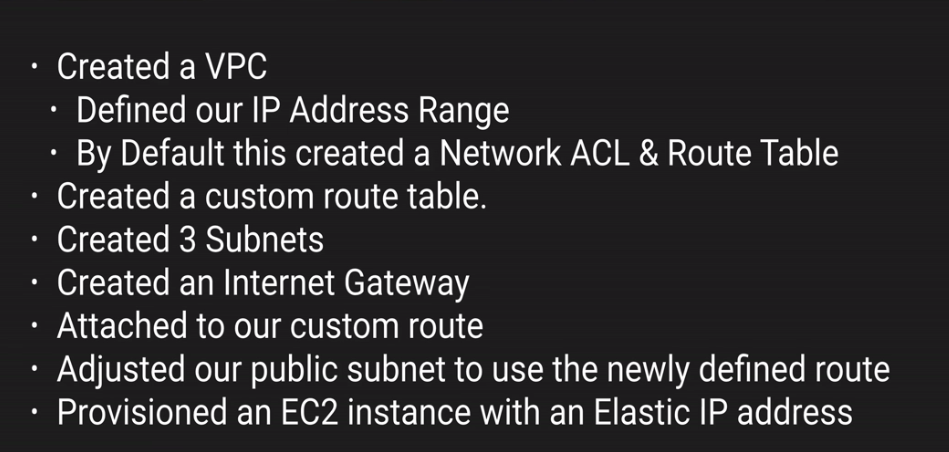 · Created a VPC
· Defined our IP Address Range
· By Default this created a Network ACL & Route Table
· Created a custom route table.
· Created 3 Subnets
· Created an Internet Gateway
· Attached to our custom route
· Adjusted our public subnet to use the newly defined route
· Provisioned an EC2 instance with an Elastic IP address